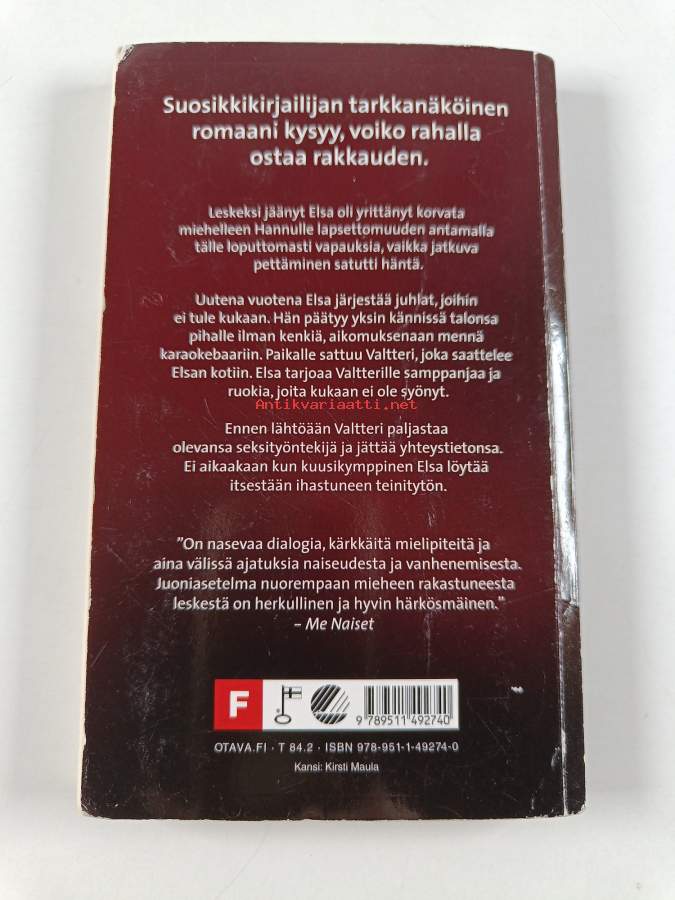 Suosikkikirjailijan tarkkanäköinen
romaani kysyy, voiko rahalla
ostaa rakkauden.
Leskeksi jäänyt Elsa oli yrittänyt korvata
miehelleen Hannulle lapsettomuuden antamalla
tälle loputtomasti vapauksia, vaikka jatkuva
pettäminen satutti häntä.
Uutena vuotena Elsa järjestää juhlat, joihin
ei tule kukaan. Hän päätyy yksin kännissä talonsa
pihalle ilman kenkiä, aikomuksenaan mennä
karaokebaariin. Paikalle sattuu Valtteri, joka saattelee
Elsan kotiin. Elsa tarjoaa Valtterille samppanjaa ja
ruokia, joita kukaan ei ole syönyt.
Antikvariaatti.net
Ennen lähtöään Valtteri paljastaa
olevansa seksityöntekijä ja jättää yhteystietonsa.
Ei aikaakaan kun kuusikymppinen Elsa löytää
itsestään ihastuneen teinitytön.
”On nasevaa dialogia, kärkkäitä mielipiteitä ja
aina välissä ajatuksia naiseudesta ja vanhenemisesta.
Juoniasetelma nuorempaan mieheen rakastuneesta
leskestä on herkullinen ja hyvin härkösmäinen.”
– Me Naiset
F
9 789511 492740
OTAVA.FI · T 84.2 · ISBN 978-951-1-49274-0
Kansi: Kirsti Maula